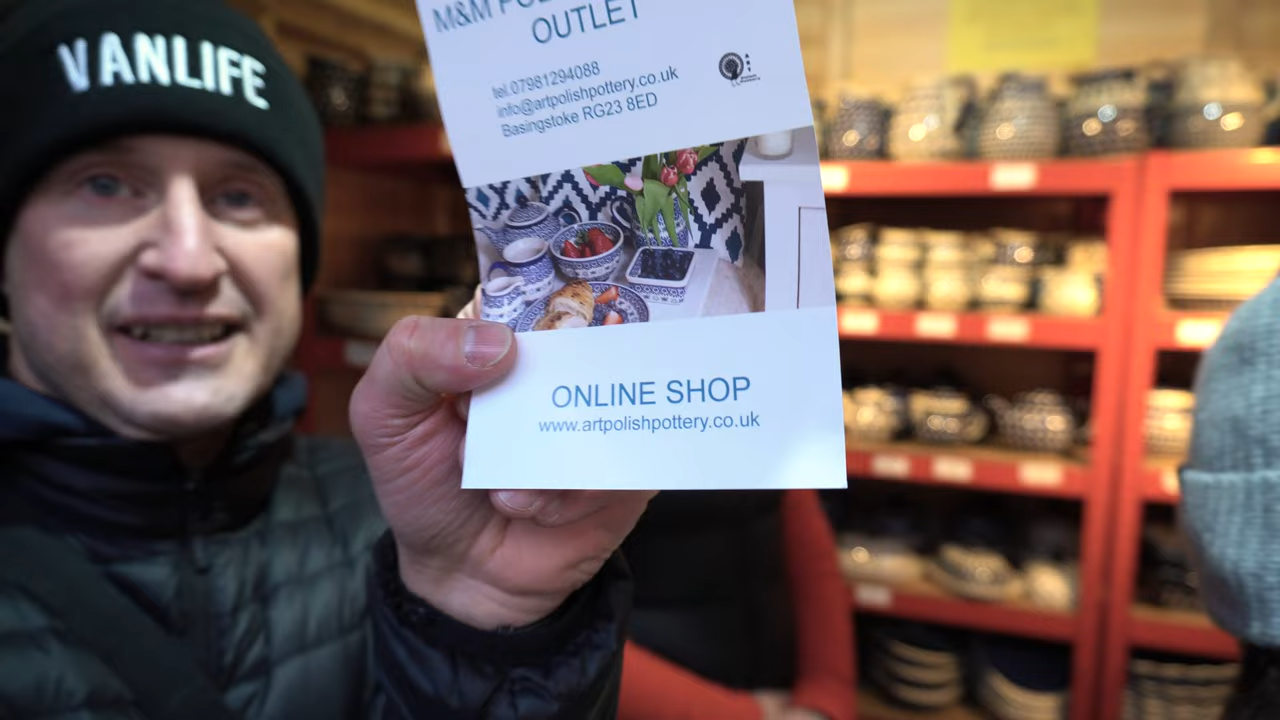 VANLIFE
M&M
OUTLET
tel.07981294088
info@artpolishpottery.co.uk
Basingstoke RG23 8ED
ONLINE SHOP
www.artpolishpottery.co.uk